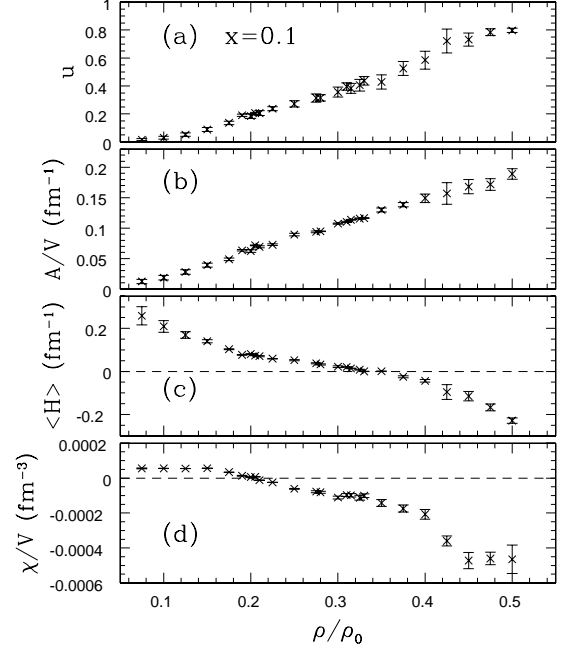 (a) x=0.1
u
1
0.8
0.6
0.4
0.2
0
(b)
A/V (fm⁻¹)
0.2
0.15
0.1
0.05
0
(c)
<H> (fm⁻¹)
0.2
0
-0.2
(d)
χ/V (fm⁻³)
0.0002
0
-0.0002
-0.0004
-0.0006
0.1 0.2 0.3 0.4 0.5
ρ/ρ₀